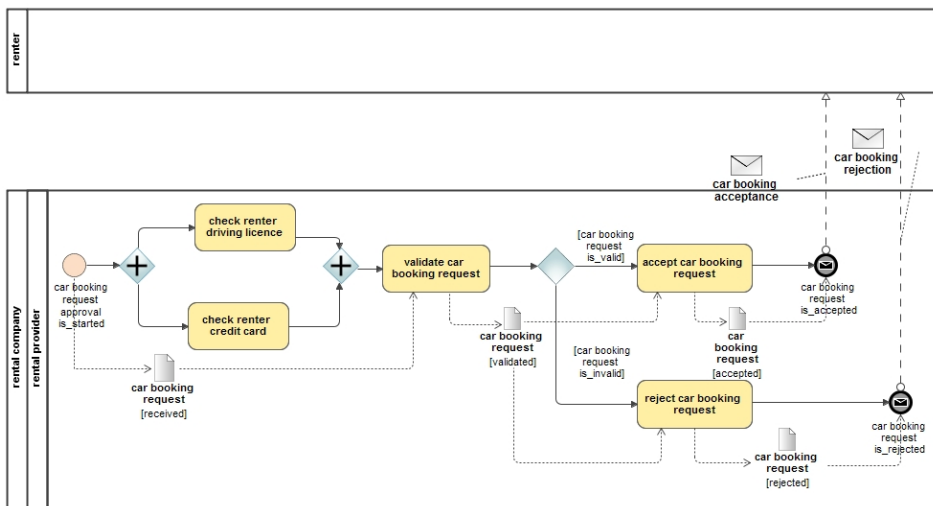 renter
car booking
rejection
car booking
acceptance
rental company
rental provider
check renter
driving licence
car booking
request
approval
is_started
check renter
credit card
car booking
request
[received]
validate car
booking request
[car booking
request
is_valid]
accept car booking
request
car booking
request
is_accepted
car booking
request
[validated]
[car booking
request
is_invalid]
car
booking
request
[accepted]
reject car booking
request
car booking
request
is_rejected
car booking
request
[rejected]